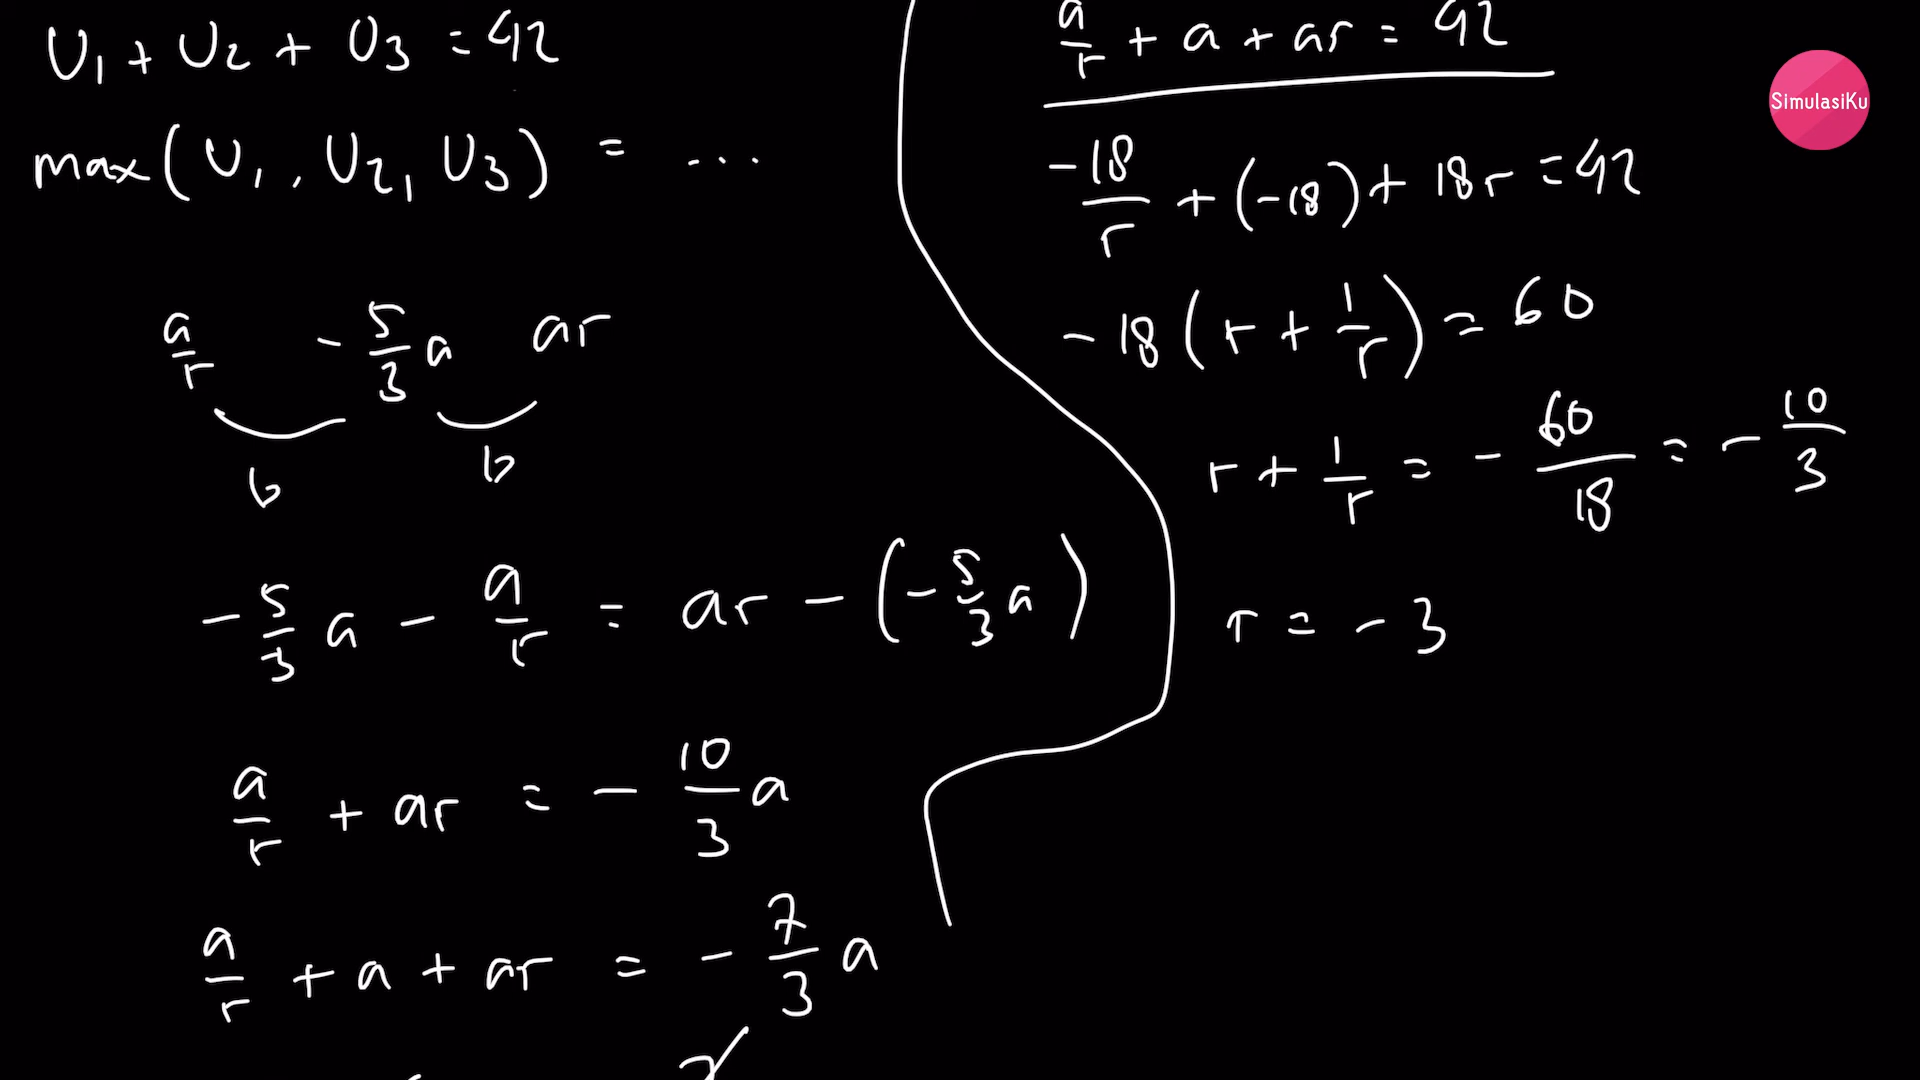 U₁ + U₂ + U₃ = 42
max(U₁, U₂, U₃) = ...
a/r   -5/3 a   ar
b   b
-5/3 a - a/r = ar - (-5/3 a)
a/r + ar = -10/3 a
a/r + a + ar = -7/3 a
a/r + a + ar = 42
-18/r + (-18) + 18r = 42
-18(r + 1/r) = 60
r + 1/r = -60/18 = -10/3
r = -3
SimulasiKu